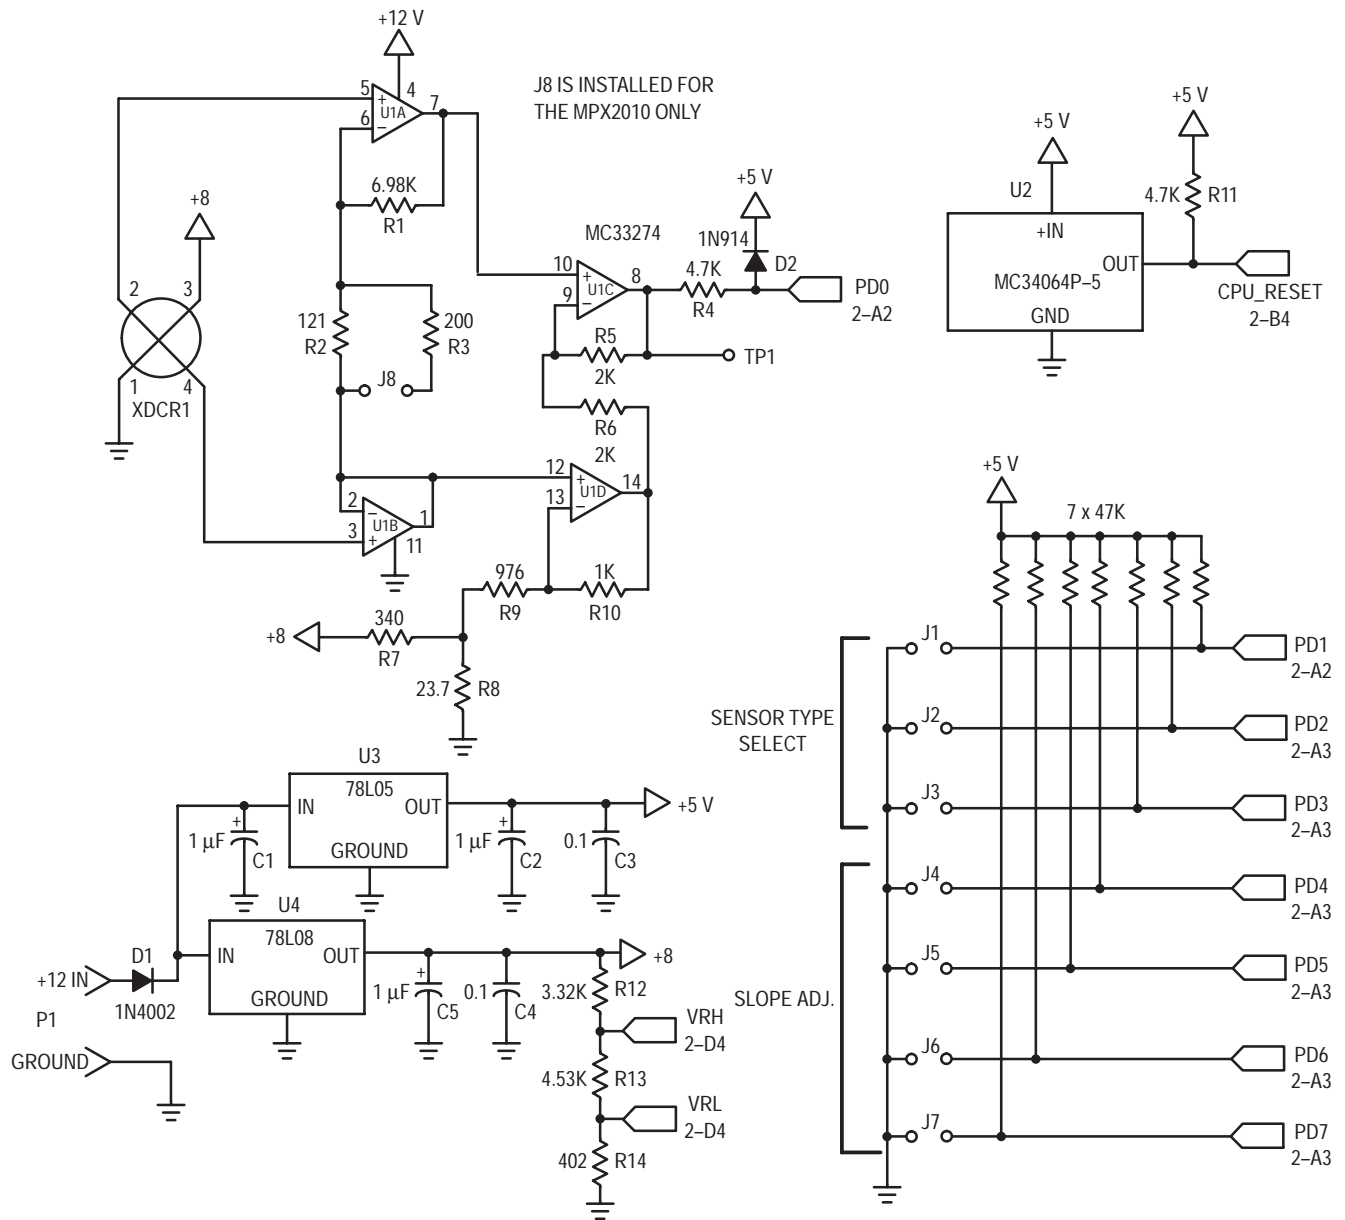 +12 V
J8 IS INSTALLED FOR
THE MPX2010 ONLY
5
4
7
+
U1A
6
–
6.98K
R1
+8
2
3
1
4
XDCR1
121
R2
200
R3
J8
MC33274
10
+
8
U1C
9
–
+5 V
1N914
D2
4.7K
R4
PD0
2–A2
R5
2K
TP1
R6
2K
12
+
14
U1D
13
–
2
–
1
U1B
3
+
11
976
R9
1K
R10
+8
340
R7
23.7
R8
+5 V
+5 V
U2
4.7K
R11
+IN
OUT
MC34064P–5
GND
CPU_RESET
2–B4
+5 V
7 x 47K
SENSOR TYPE
SELECT
J1
PD1
2–A2
J2
PD2
2–A3
J3
PD3
2–A3
SLOPE ADJ.
J4
PD4
2–A3
J5
PD5
2–A3
J6
PD6
2–A3
J7
PD7
2–A3
U3
78L05
IN
OUT
GROUND
+
1 µF
C1
+
1 µF
C2
0.1
C3
+5 V
U4
78L08
IN
OUT
GROUND
+12 IN
D1
1N4002
P1
GROUND
+
1 µF
C5
0.1
C4
+8
3.32K
R12
VRH
2–D4
4.53K
R13
VRL
2–D4
402
R14